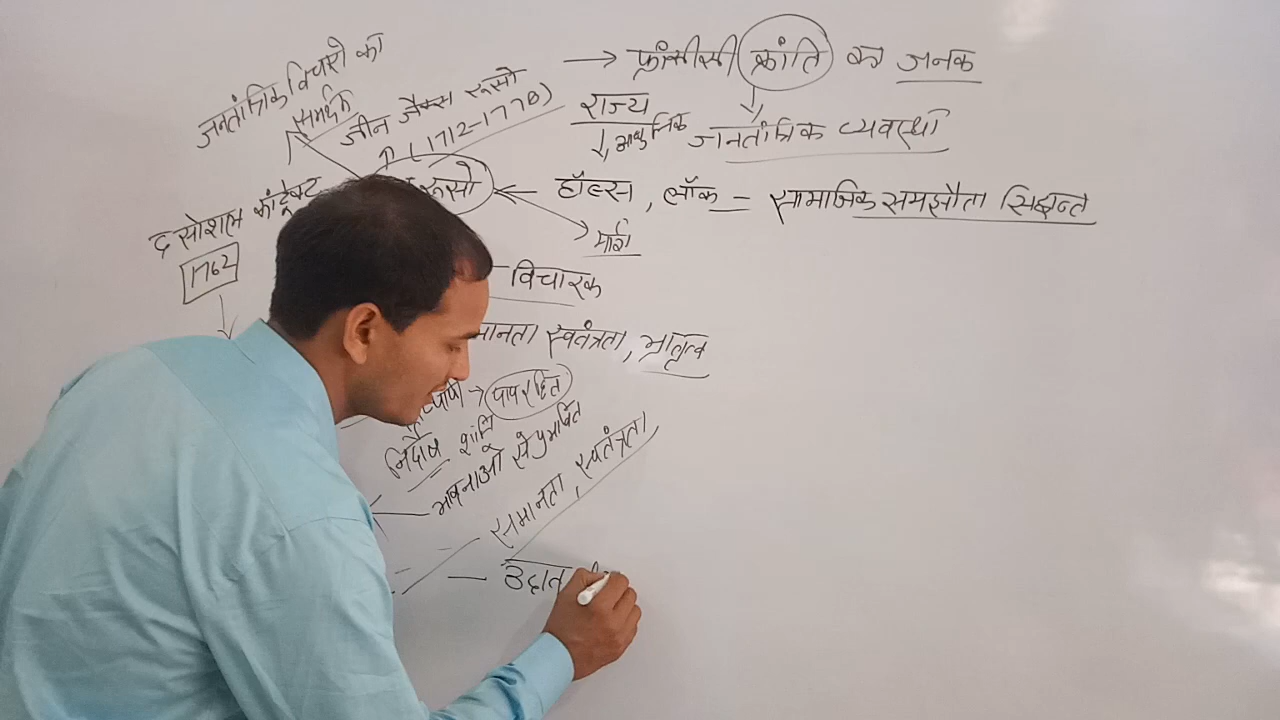 जनतांत्रिक विचारो का
समर्थक
जीन जैक्स रूसो
(1712-1778)
→ फ्रांसीसी क्रांति का जनक
राज्य
आधुनिक जनतांत्रिक व्यवस्था
रूसो ← हॉब्स, लॉक = सामाजिक समझौता सिद्धान्त
द सोशल कांट्रेक्ट
1762
विचारक
मानता स्वतंत्रता, भ्रातृत्व
→ पापरहित
निर्दोष शांति
भावनाओ से प्रभावित
समानता, स्वतंत्रता
— उदात